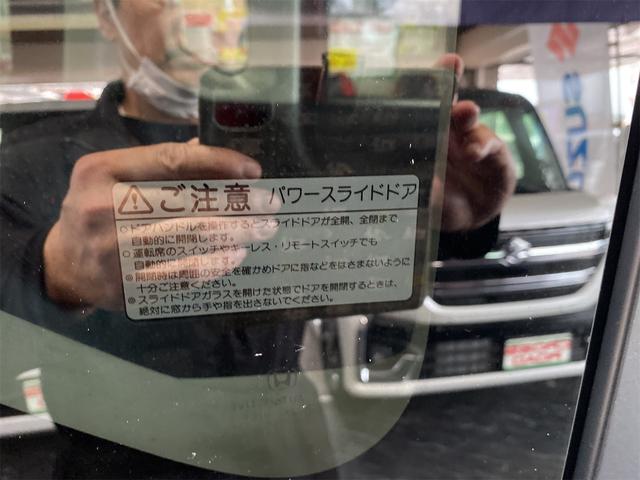 ご注意 パワースライドドア
○ドアハンドルを操作するとスライドドアが全開、全閉まで
自動的に開閉します。
○運転席のスイッチやキーレス・リモートスイッチでも
自動的に開閉します。
●開閉時は周囲の安全を確かめドアに指などをはさまないように
十分ご注意ください。
●スライドドアガラスを開けた状態でドアを開閉するときは、
絶対に窓から手や指を出さないでください。
SUZU